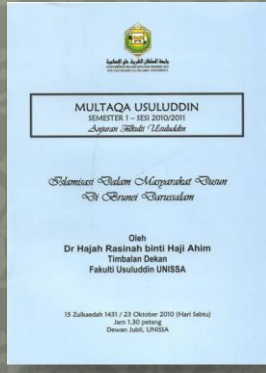 MULTAQA USULUDDIN
SEMESTER 1 – SESI 2010/2011
Anjuran Fakulti Usuluddin
Islamisasi Dalam Masyarakat Dusun
Di Brunei Darussalam
Oleh
Dr Hajah Rasinah binti Haji Ahim
Timbalan Dekan
Fakulti Usuluddin UNISSA
15 Zulkaedah 1431 / 23 Oktober 2010 (Hari Sabtu)
Jam 1.30 petang
Dewan Jubli, UNISSA